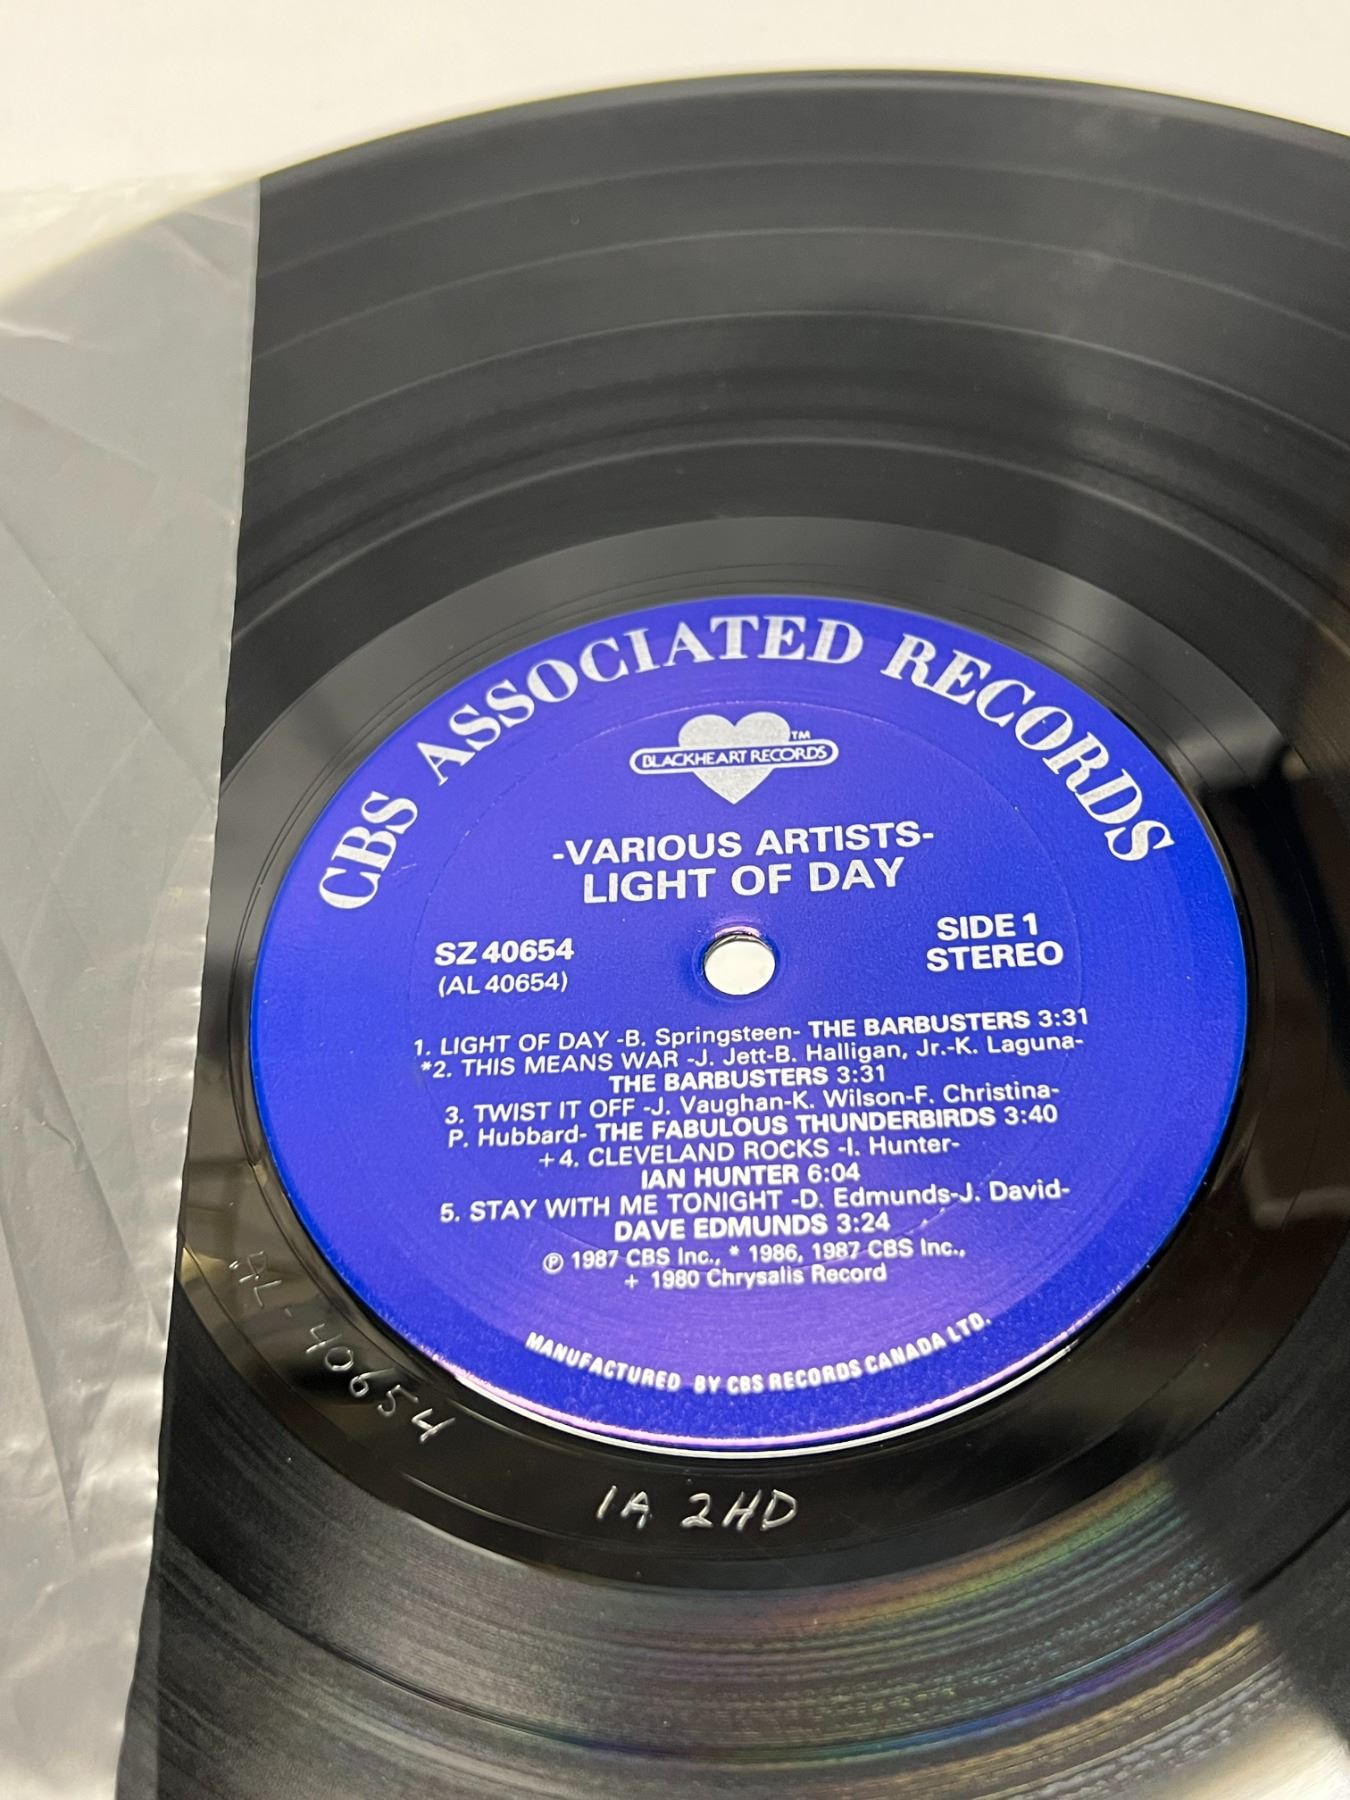 CBS ASSOCIATED RECORDS
BLACKHEART RECORDS™
-VARIOUS ARTISTS-
LIGHT OF DAY
SZ 40654
(AL 40654)
SIDE 1
STEREO
1. LIGHT OF DAY -B. Springsteen- THE BARBUSTERS 3:31
*2. THIS MEANS WAR -J. Jett-B. Halligan, Jr.-K. Laguna-
THE BARBUSTERS 3:31
3. TWIST IT OFF -J. Vaughan-K. Wilson-F. Christina-
P. Hubbard- THE FABULOUS THUNDERBIRDS 3:40
+4. CLEVELAND ROCKS -I. Hunter-
IAN HUNTER 6:04
5. STAY WITH ME TONIGHT -D. Edmunds-J. David-
DAVE EDMUNDS 3:24
℗ 1987 CBS Inc., * 1986, 1987 CBS Inc.,
+ 1980 Chrysalis Record
MANUFACTURED BY CBS RECORDS CANADA LTD.
AL-40654
1A 2HD